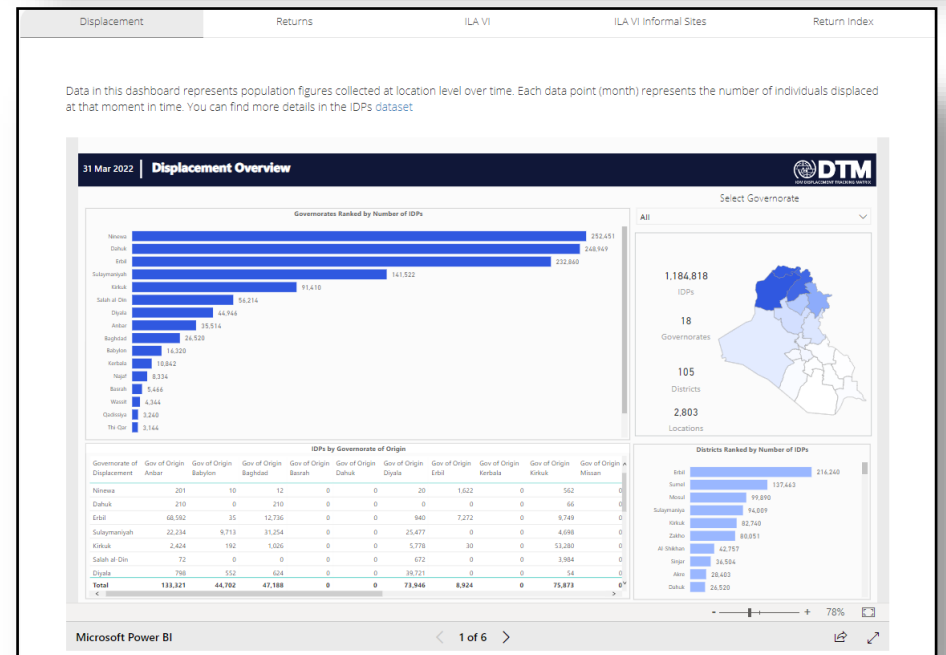 Displacement
Returns
ILA VI
ILA VI Informal Sites
Return Index
Data in this dashboard represents population figures collected at location level over time. Each data point (month) represents the number of individuals displaced
at that moment in time. You can find more details in the IDPs dataset
31 Mar 2022 | Displacement Overview
DTM
IOM DISPLACEMENT TRACKING MATRIX
Select Governorate
All
Governorates Ranked by Number of IDPs
Ninewa 252,451
Dahuk 248,949
Erbil 232,860
Sulaymaniyah 141,522
Kirkuk 91,410
Salah al-Din 56,214
Diyala 44,946
Anbar 35,514
Baghdad 26,528
Babylon 16,320
Kerbala 10,842
Najaf 8,334
Basrah 5,466
Wassit 4,344
Qadissiya 3,240
Thi-Qar 3,144
1,184,818
IDPs
18
Governorates
105
Districts
2,803
Locations
IDPs by Governorate of Origin
Governorate of Displacement Gov of Origin Anbar Gov of Origin Babylon Gov of Origin Baghdad Gov of Origin Basrah Gov of Origin Dahuk Gov of Origin Diyala Gov of Origin Erbil Gov of Origin Kerbala Gov of Origin Kirkuk Gov of Origin Missan
Ninewa 201 10 12 0 0 20 1,622 0 562 0
Dahuk 210 0 210 0 0 0 0 0 66 0
Erbil 68,592 35 12,736 0 0 940 7,272 0 9,749 0
Sulaymaniyah 22,234 9,713 31,254 0 0 25,477 0 0 4,698 0
Kirkuk 2,424 192 1,026 0 0 5,778 30 0 53,280 0
Salah al-Din 72 0 0 0 0 672 0 0 3,984 0
Diyala 798 552 624 0 0 39,721 0 0 54 0
Total 133,321 44,702 47,188 0 0 73,946 8,924 0 75,873 0
Districts Ranked by Number of IDPs
Erbil 216,240
Sumel 137,463
Mosul 99,890
Sulaymaniya 94,009
Kirkuk 82,740
Zakho 80,051
Al-Shikhan 42,757
Sinjar 36,504
Akre 28,403
Dahuk 26,520
- + 78%
Microsoft Power BI
< 1 of 6 >